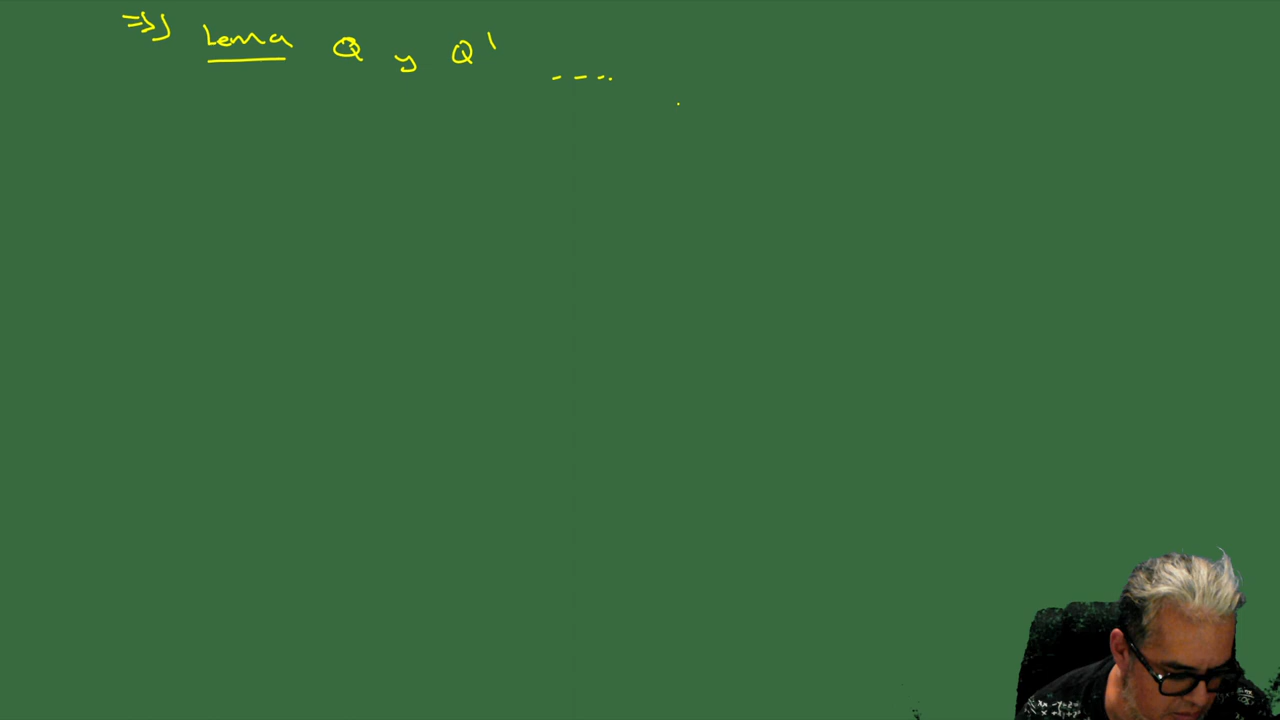 ⇒)) Lema Q y Q' ----